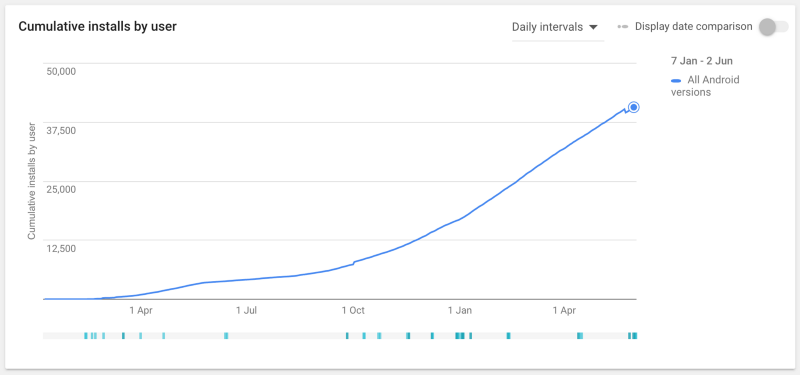 Cumulative installs by user
Daily intervals
Display date comparison
7 Jan - 2 Jun
All Android
versions
Cumulative installs by user
50,000
37,500
25,000
12,500
1 Apr
1 Jul
1 Oct
1 Jan
1 Apr